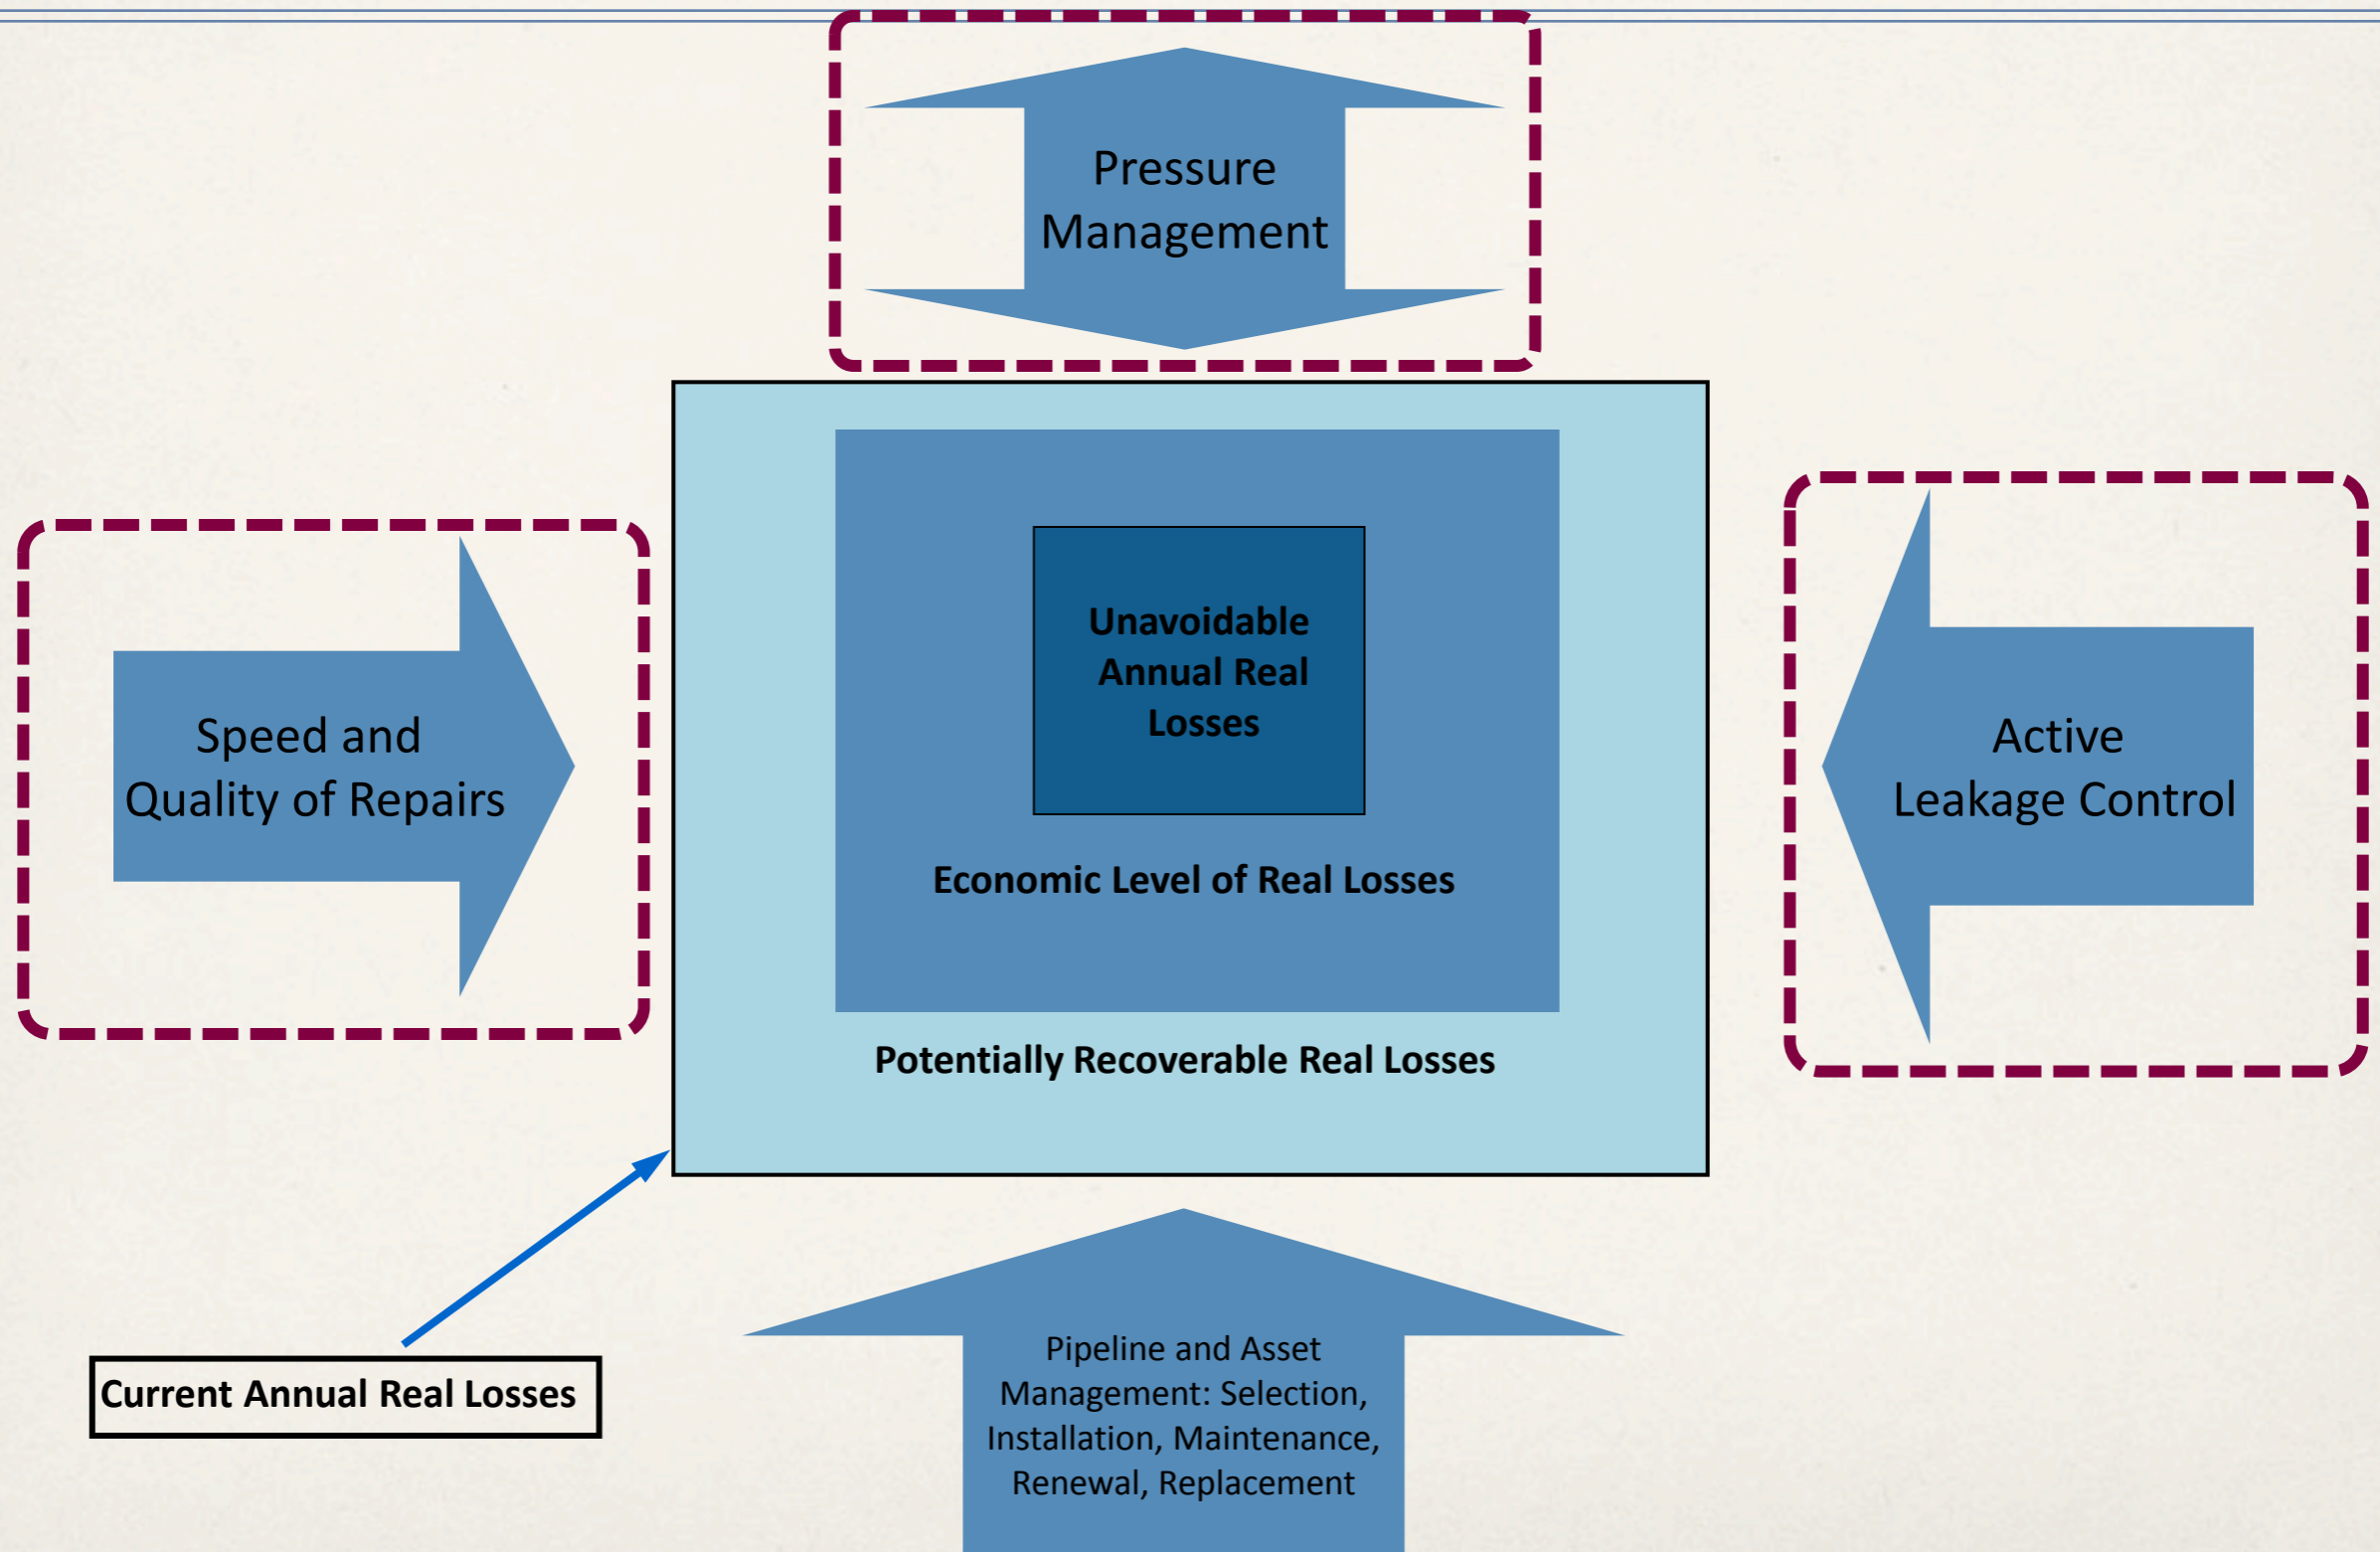 Pressure
Management
Unavoidable
Annual Real
Losses
Speed and
Quality of Repairs
Active
Leakage Control
Economic Level of Real Losses
Potentially Recoverable Real Losses
Current Annual Real Losses
Pipeline and Asset
Management: Selection,
Installation, Maintenance,
Renewal, Replacement